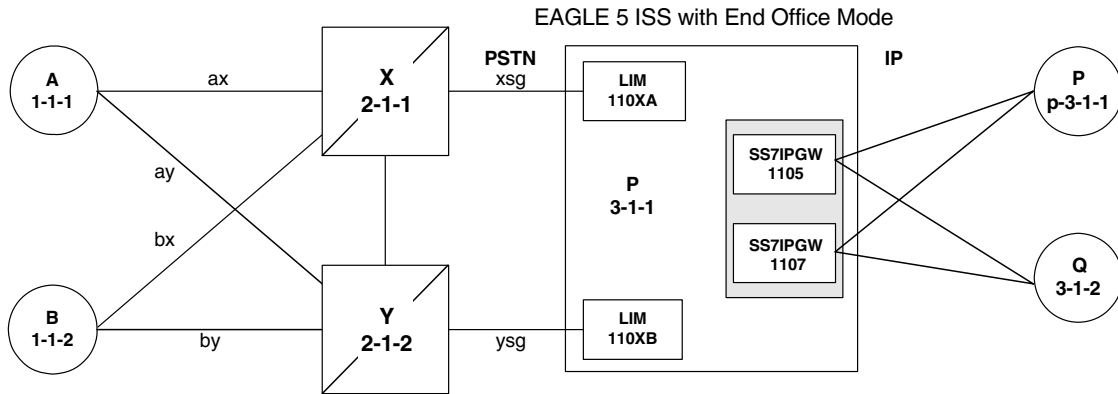 EAGLE 5 ISS with End Office Mode
A
1-1-1
ax
X
2-1-1
PSTN
xsg
LIM
110XA
IP
P
p-3-1-1
ay
bx
P
3-1-1
SS7IPGW
1105
SS7IPGW
1107
B
1-1-2
by
Y
2-1-2
ysg
LIM
110XB
Q
3-1-2